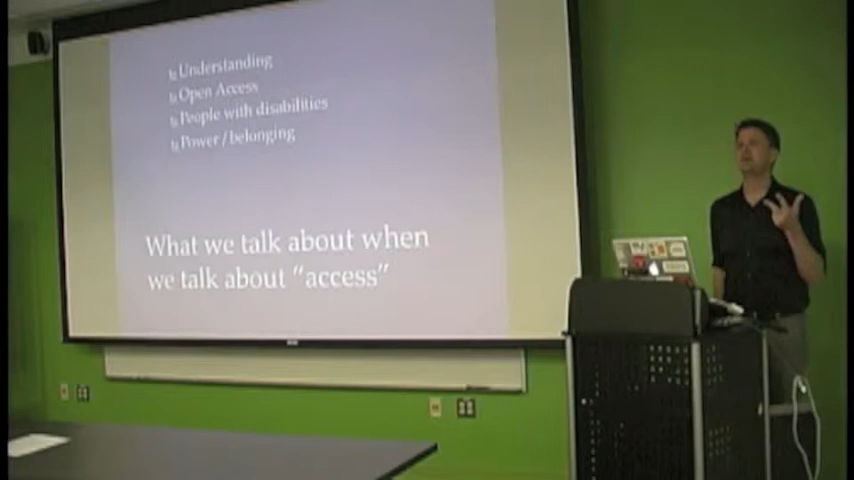 Understanding
Open Access
People with disabilities
Power / belonging
What we talk about when
we talk about "access"